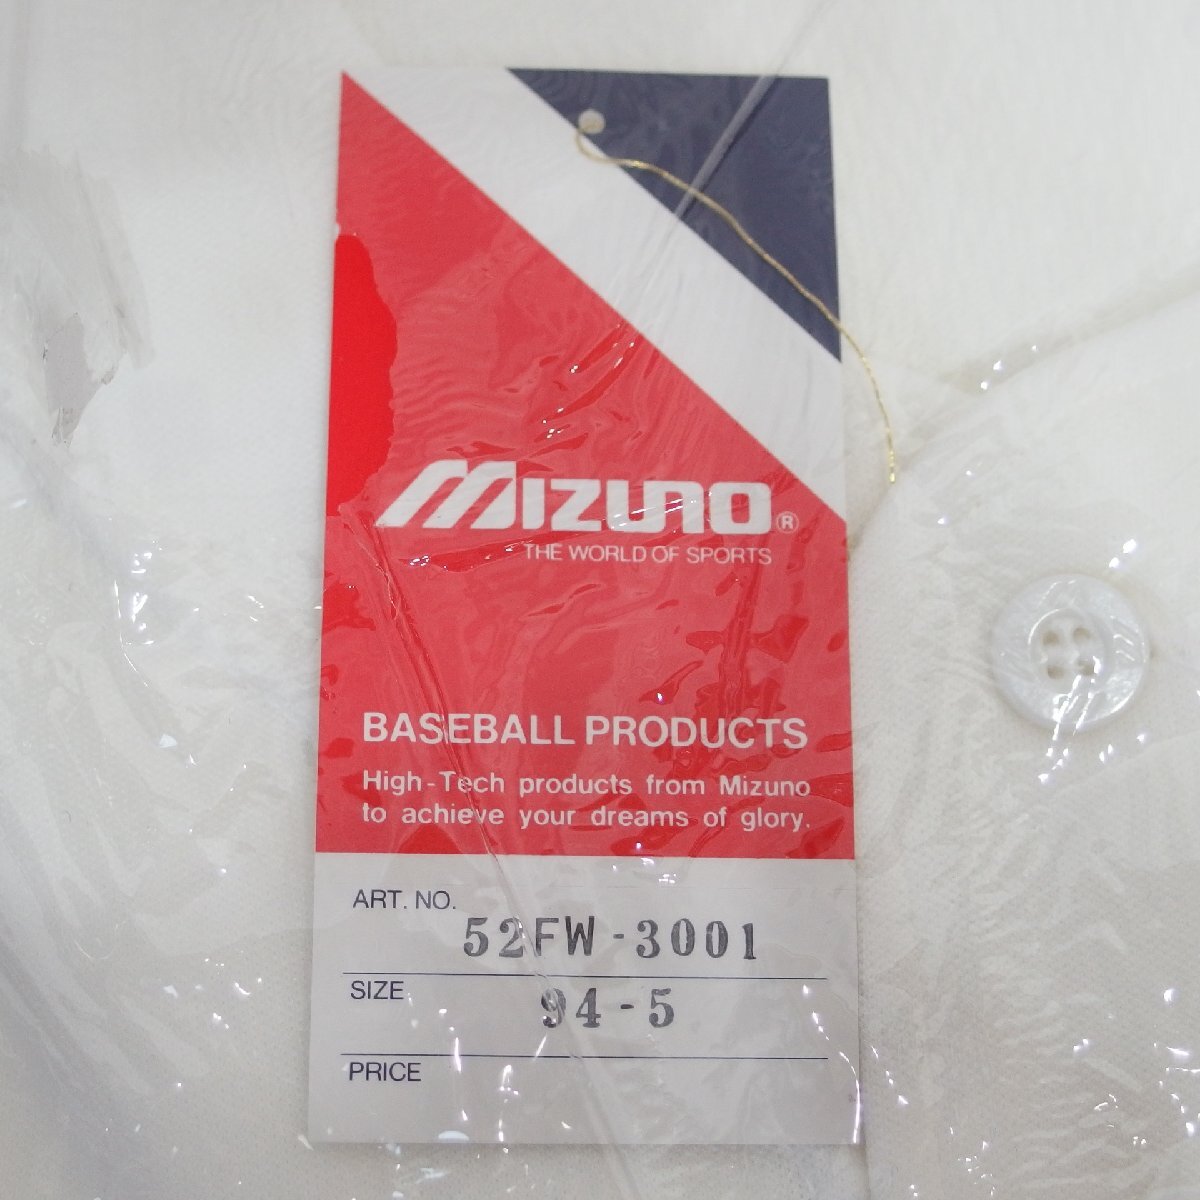 MIZUNO®
THE WORLD OF SPORTS
BASEBALL PRODUCTS
High-Tech products from Mizuno
to achieve your dreams of glory.
ART. NO.
52FW-3001
SIZE
94-5
PRICE